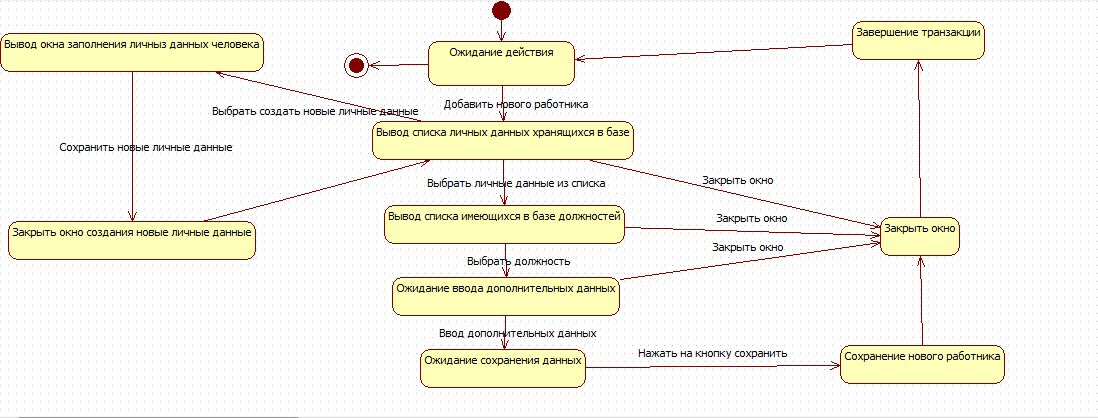 Вывод окна заполнения личныз данных человека
Ожидание действия
Завершение транзакции
Добавить нового работника
Выбрать создать новые личные данные
Вывод списка личных данных хранящихся в базе
Сохранить новые личные данные
Выбрать личные данные из списка
Закрыть окно
Вывод списка имеющихся в базе должностей
Закрыть окно
Закрыть окно создания новые личные данные
Закрыть окно
Выбрать должность
Закрыть окно
Ожидание ввода дополнительных данных
Ввод дополнительных данных
Ожидание сохранения данных
Нажать на кнопку сохранить
Сохранение нового работника